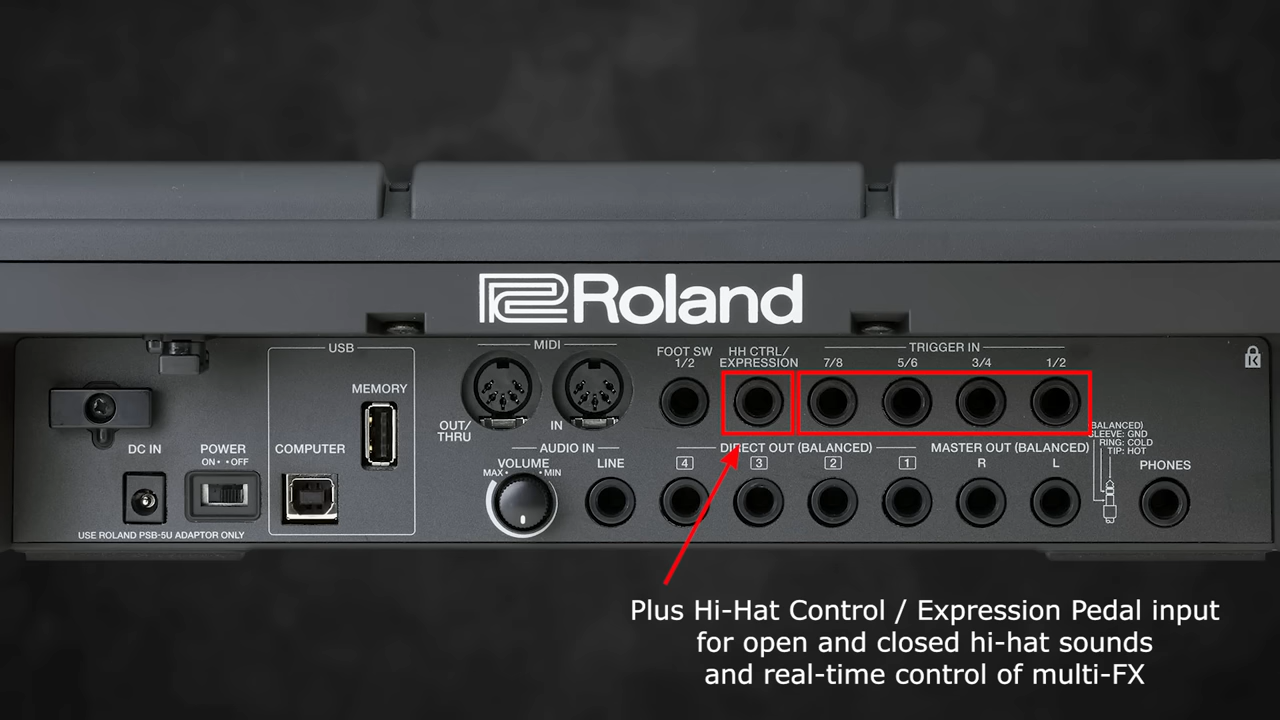 Roland
USB
MIDI
FOOT SW
1/2
HH CTRL/
EXPRESSION
TRIGGER IN
7/8
5/6
3/4
1/2
MEMORY
OUT/
THRU
IN
DC IN
POWER
ON • • OFF
COMPUTER
AUDIO IN
VOLUME
MAX • • MIN
LINE
DIRECT OUT (BALANCED)
4
3
2
1
MASTER OUT (BALANCED)
R
L
BALANCED)
SLEEVE: GND
RING: COLD
TIP: HOT
PHONES
USE ROLAND PSB-5U ADAPTOR ONLY
Plus Hi-Hat Control / Expression Pedal input
for open and closed hi-hat sounds
and real-time control of multi-FX